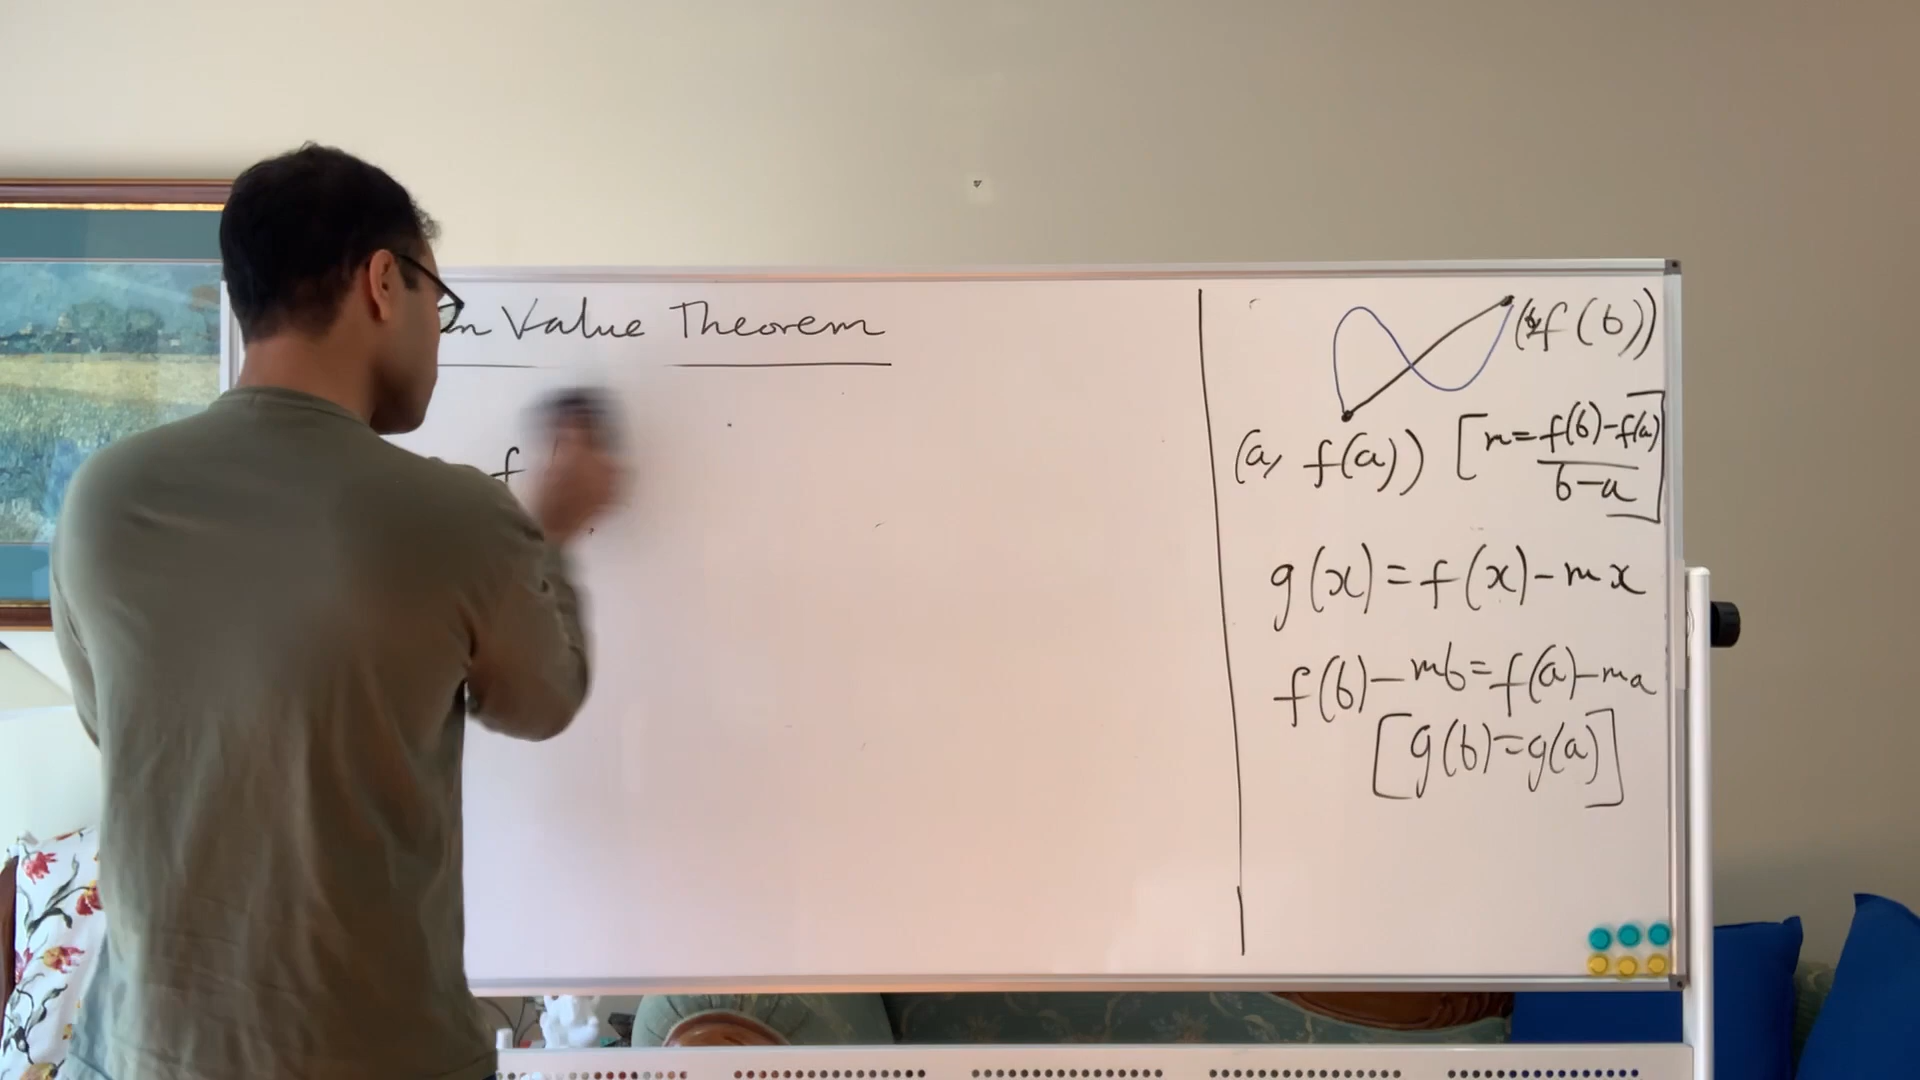 Value Theorem
f
(b, f(b))
(a, f(a)) [m = f(b)-f(a) / b-a]
g(x) = f(x) - mx
f(b) - mb = f(a) - ma
[g(b) = g(a)]